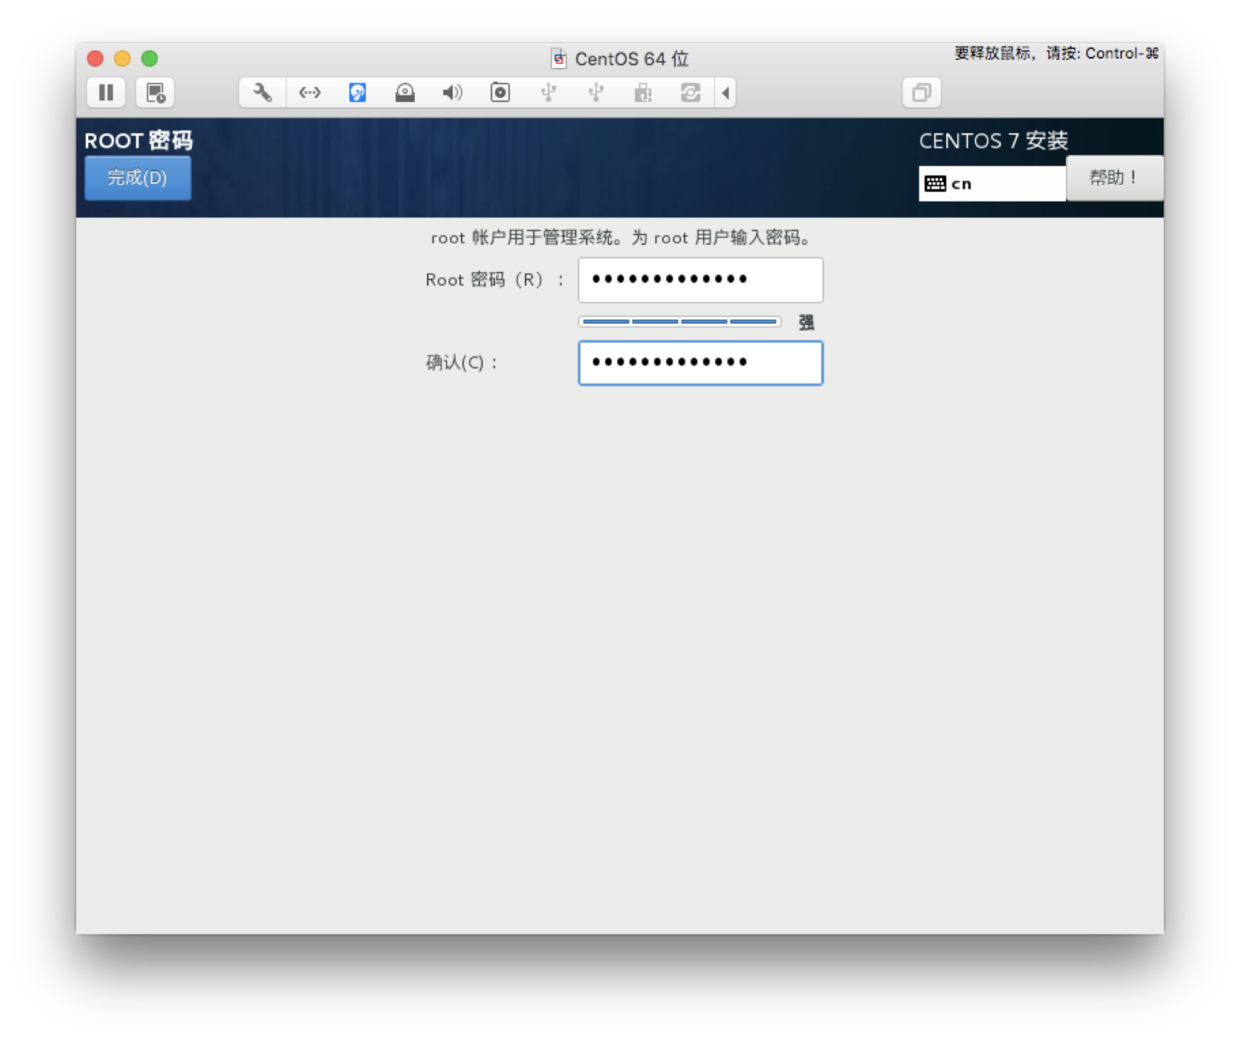 CentOS 64 位
要释放鼠标，请按: Control-⌘
ROOT 密码
CENTOS 7 安装
完成(D)
cn
帮助！
root 帐户用于管理系统。为 root 用户输入密码。
Root 密码（R）：
•••••••••••••
强
确认(C)：
•••••••••••••